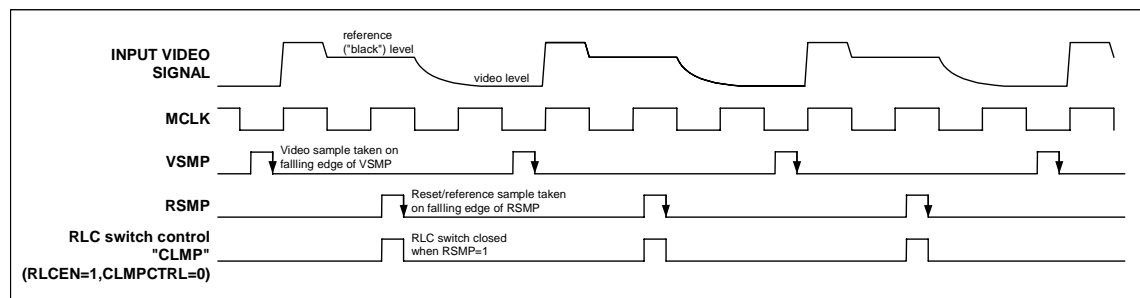 INPUT VIDEO
SIGNAL
reference
("black") level
video level
MCLK
VSMP
Video sample taken on
fallling edge of VSMP
RSMP
Reset/reference sample taken
on fallling edge of RSMP
RLC switch control
"CLMP"
(RLCEN=1,CLMPCTRL=0)
RLC switch closed
when RSMP=1